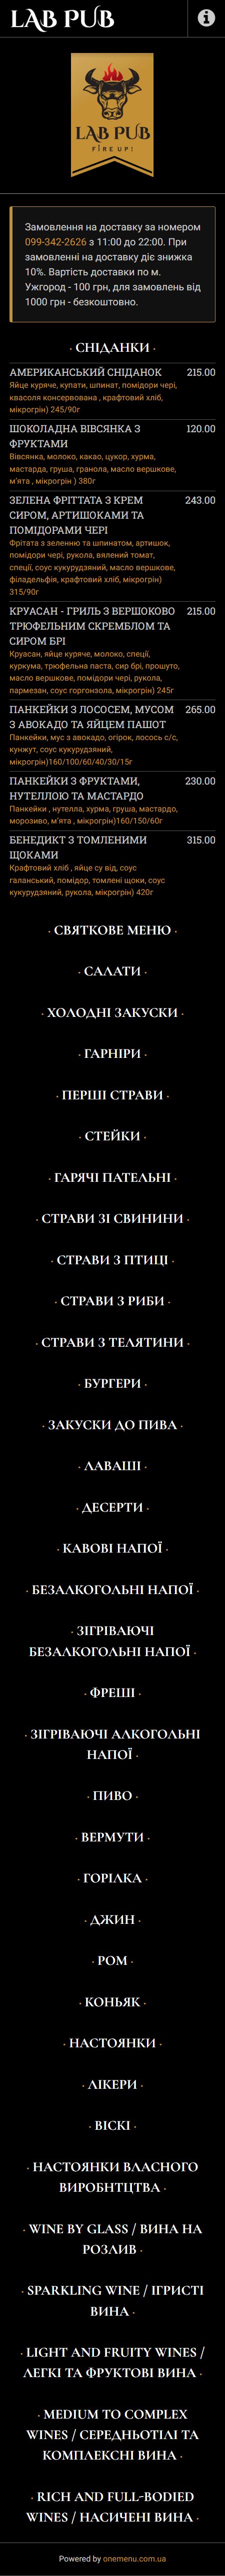 LAB PUB
LAB PUB
FIRE UP!
Замовлення на доставку за номером
099-342-2626 з 11:00 до 22:00. При
замовленні на доставку діє знижка
10%. Вартість доставки по м.
Ужгород - 100 грн, для замовлень від
1000 грн - безкоштовно.
· СНІДАНКИ ·
АМЕРИКАНСЬКИЙ СНІДАНОК 215.00
Яйце куряче, купати, шпинат, помідори чері,
квасоля консервована , крафтовий хліб,
мікрогрін) 245/90г
ШОКОЛАДНА ВІВСЯНКА З 120.00
ФРУКТАМИ
Вівсянка, молоко, какао, цукор, хурма,
мастарда, груша, гранола, масло вершкове,
м'ята , мікрогрін ) 380г
ЗЕЛЕНА ФРІТТАТА З КРЕМ 243.00
СИРОМ, АРТИШОКАМИ ТА
ПОМІДОРАМИ ЧЕРІ
Фрітата з зеленню та шпинатом, артишок,
помідори чері, рукола, вялений томат,
спеції, соус кукурудзяний, масло вершкове,
філадельфія, крафтовий хліб, мікрогрін)
315/90г
КРУАСАН - ГРИЛЬ З ВЕРШОКОВО 215.00
ТРЮФЕЛЬНИМ СКРЕМБЛОМ ТА
СИРОМ БРІ
Круасан, яйце куряче, молоко, спеції,
куркума, трюфельна паста, сир брі, прошуто,
масло вершкове, помідори чері, рукола,
пармезан, соус горгонзола, мікрогрін) 245г
ПАНКЕЙКИ З ЛОСОСЕМ, МУСОМ 265.00
З АВОКАДО ТА ЯЙЦЕМ ПАШОТ
Панкейки, мус з авокадо, огірок, лосось с/с,
кунжут, соус кукурудзяний,
мікрогрін)160/100/60/40/30/15г
ПАНКЕЙКИ З ФРУКТАМИ, 230.00
НУТЕЛЛОЮ ТА МАСТАРДО
Панкейки , нутелла, хурма, груша, мастардо,
морозиво, м'ята , мікрогрін)160/150/60г
БЕНЕДИКТ З ТОМЛЕНИМИ 315.00
ЩОКАМИ
Крафтовий хліб , яйце су від, соус
галанський, помідор, томлені щоки, соус
кукурудзяний, рукола, мікрогрін) 420г
· СВЯТКОВЕ МЕНЮ ·
· САЛАТИ ·
· ХОЛОДНІ ЗАКУСКИ ·
· ГАРНІРИ ·
· ПЕРШІ СТРАВИ ·
· СТЕЙКИ ·
· ГАРЯЧІ ПАТЕЛЬНІ ·
· СТРАВИ ЗІ СВИНИНИ ·
· СТРАВИ З ПТИЦІ ·
· СТРАВИ З РИБИ ·
· СТРАВИ З ТЕЛЯТИНИ ·
· БУРГЕРИ ·
· ЗАКУСКИ ДО ПИВА ·
· ЛАВАШІ ·
· ДЕСЕРТИ ·
· КАВОВІ НАПОЇ ·
· БЕЗАЛКОГОЛЬНІ НАПОЇ ·
· ЗІГРІВАЮЧІ
БЕЗАЛКОГОЛЬНІ НАПОЇ ·
· ФРЕШІ ·
· ЗІГРІВАЮЧІ АЛКОГОЛЬНІ
НАПОЇ ·
· ПИВО ·
· ВЕРМУТИ ·
· ГОРІЛКА ·
· ДЖИН ·
· РОМ ·
· КОНЬЯК ·
· НАСТОЯНКИ ·
· ЛІКЕРИ ·
· ВІСКІ ·
· НАСТОЯНКИ ВЛАСНОГО
ВИРОБНТЦТВА ·
· WINE BY GLASS / ВИНА НА
РОЗЛИВ ·
· SPARKLING WINE / ІГРИСТІ
ВИНА ·
· LIGHT AND FRUITY WINES /
ЛЕГКІ ТА ФРУКТОВІ ВИНА ·
· MEDIUM TO COMPLEX
WINES / СЕРЕДНЬОТІЛІ ТА
КОМПЛЕКСНІ ВИНА ·
· RICH AND FULL-BODIED
WINES / НАСИЧЕНІ ВИНА ·
Powered by onemenu.com.ua